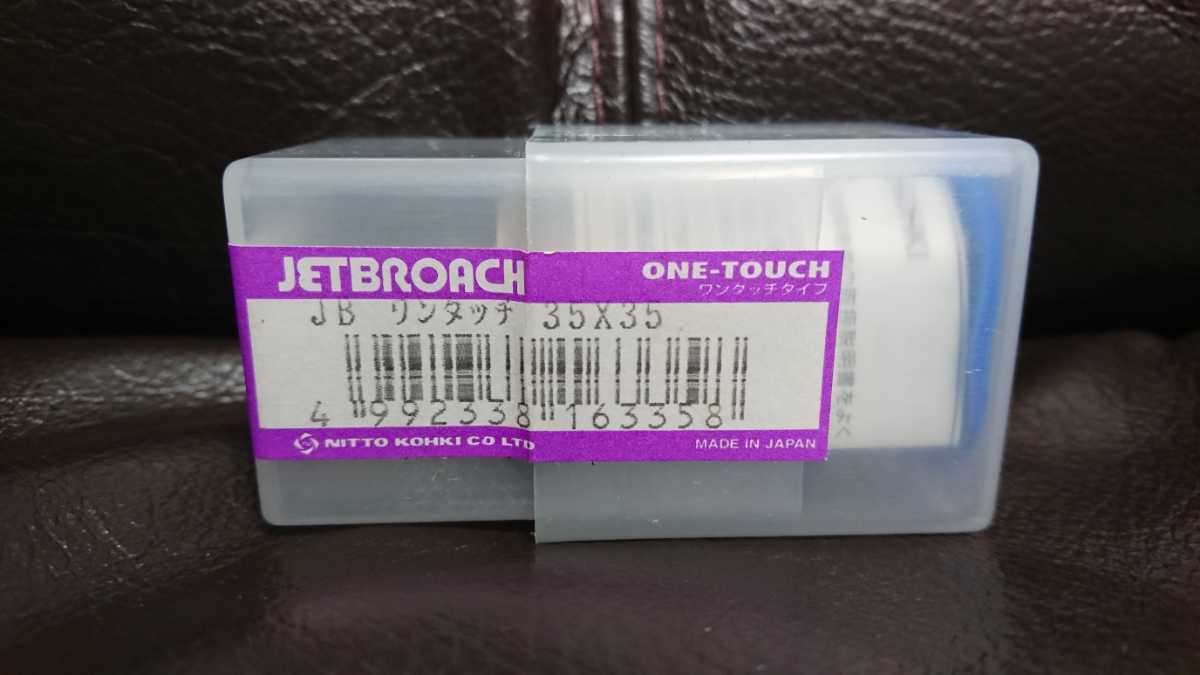 JETBROACH
ONE-TOUCH
ワンタッチタイプ
JB ワンタッチ 35X35
4 992338 163358
NITTO KOHKI CO LTD
MADE IN JAPAN